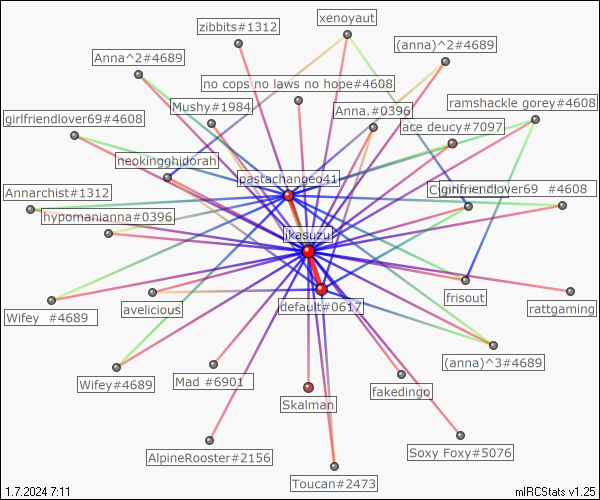 xenoyaut
zibbits#1312
(anna)^2#4689
Anna^2#4689
no cops no laws no hope#4608
ramshackle gorey#4608
Mushy#1984
Anna.#0396
girlfriendlover69#4608
ace deucy#7097
neokingghidorah
pastachangeo41
girlfriendlover69 #4608
Annarchist#1312
hypomanianna#0396
jikasuzu
frisout
avelicious
default#0617
rattgaming
Wifey #4689
(anna)^3#4689
Wifey#4689
Mad #6901
fakedingo
Skalman
AlpineRooster#2156
Soxy Foxy#5076
Toucan#2473
1.7.2024 7:11
mIRCStats v1.25